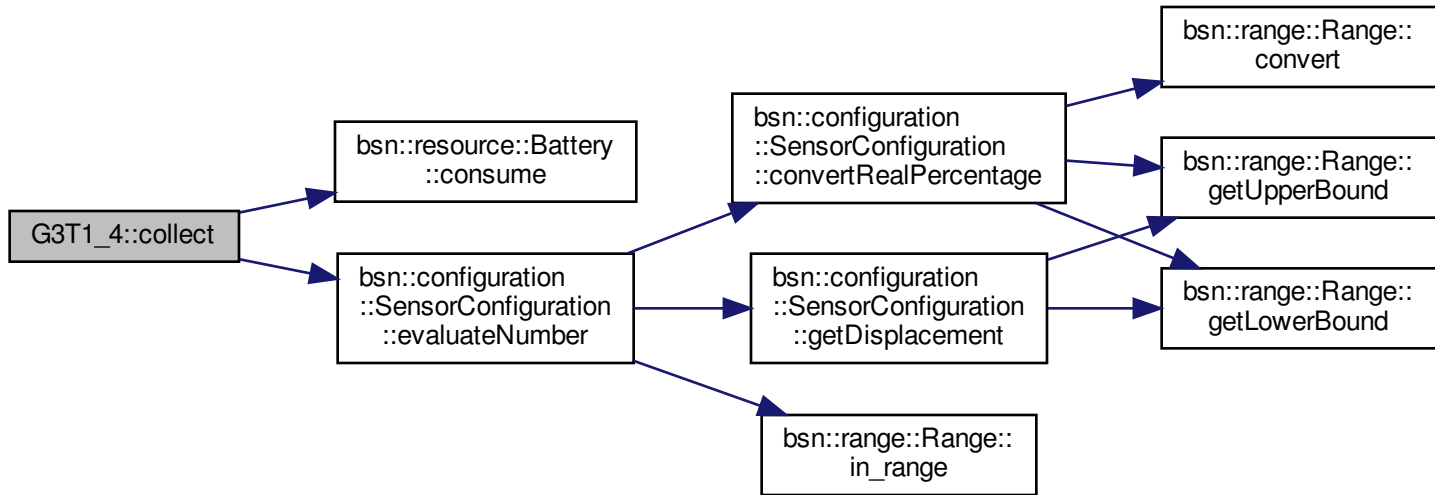 G3T1_4::collect
bsn::resource::Battery
::consume
bsn::configuration
::SensorConfiguration
::evaluateNumber
bsn::configuration
::SensorConfiguration
::convertRealPercentage
bsn::configuration
::SensorConfiguration
::getDisplacement
bsn::range::Range::
in_range
bsn::range::Range::
convert
bsn::range::Range::
getUpperBound
bsn::range::Range::
getLowerBound